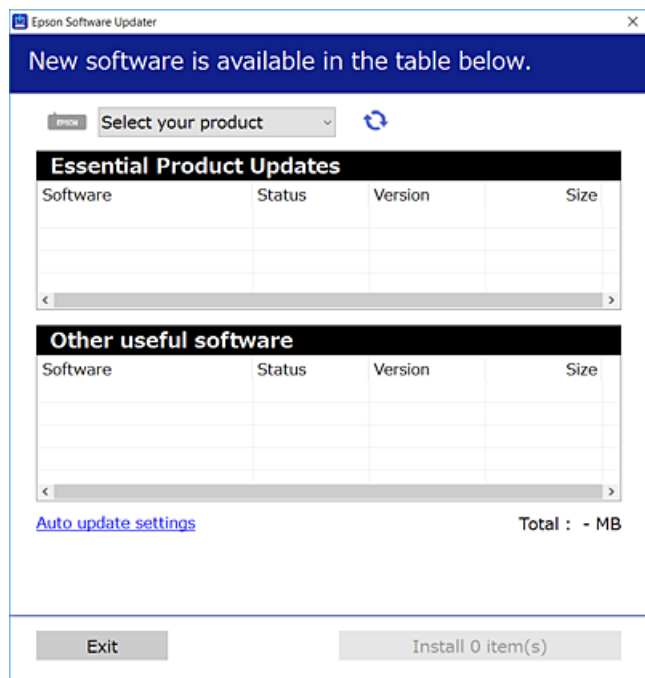 Epson Software Updater
New software is available in the table below.
EPSON Select your product
Essential Product Updates
Software Status Version Size
Other useful software
Software Status Version Size
Auto update settings Total : - MB
Exit Install 0 item(s)